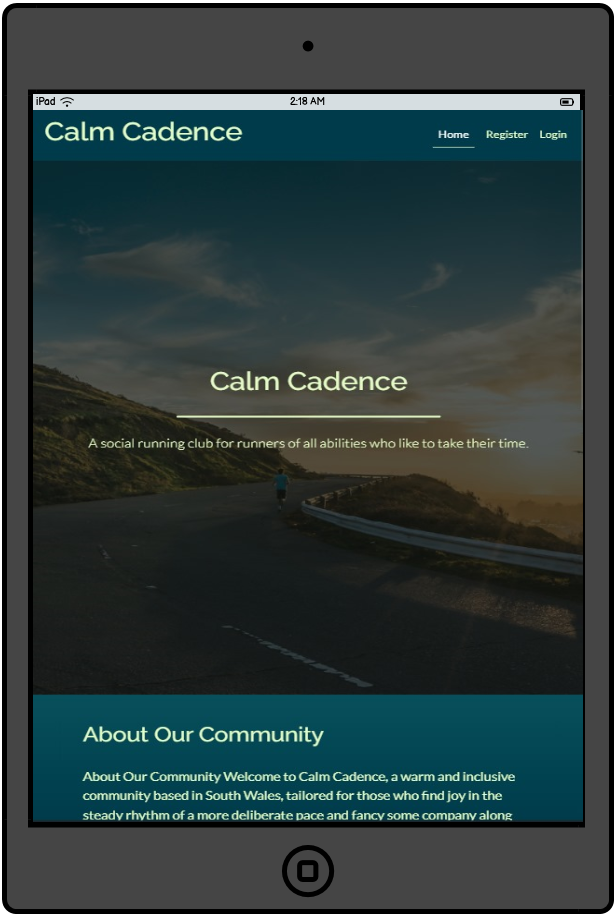 iPad 2:18 AM
Calm Cadence
Home Register Login
Calm Cadence
A social running club for runners of all abilities who like to take their time.
About Our Community
About Our Community Welcome to Calm Cadence, a warm and inclusive
community based in South Wales, tailored for those who find joy in the
steady rhythm of a more deliberate pace and fancy some company along